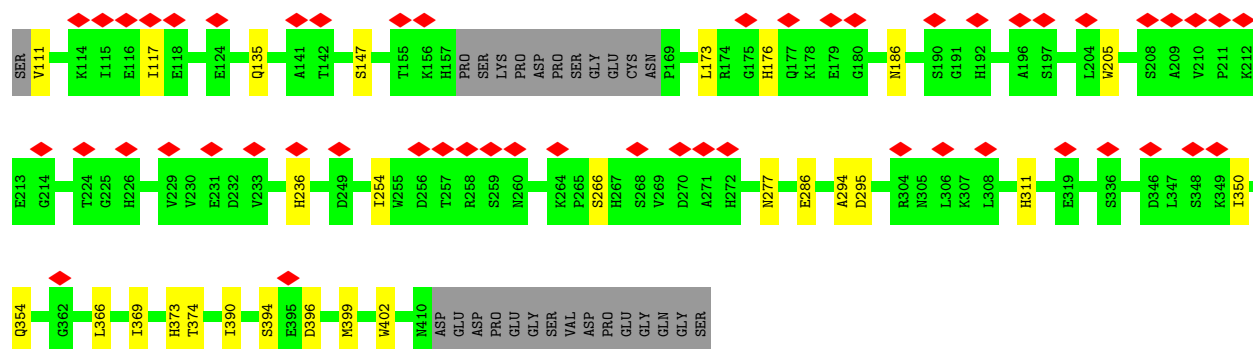 SER V111 K114 I115 E116 I117 E118 E124 Q135 A141 T142 S147 T155 K156 H157 PRO SER LYS PRO ASP PRO SER GLY GLU CYS ASN P169 L173 R174 G175 H176 Q177 K178 E179 G180 N186 S190 G191 H192 A196 S197 L204 W205 S208 A209 V210 P211 K212
E213 G214 T224 G225 H226 V229 V230 E231 D232 V233 H236 D249 I254 W255 D256 T257 R258 S259 N260 K264 P265 S266 H267 S268 V269 D270 A271 H272 N277 E286 A294 D295 R304 N305 L306 K307 L308 H311 E319 S336 D346 L347 S348 K349 I350
Q354 G362 L366 I369 H373 T374 I390 S394 E395 D396 M399 W402 N410 ASP GLU ASP PRO GLU GLY SER VAL ASP PRO GLU GLY GLN GLY SER